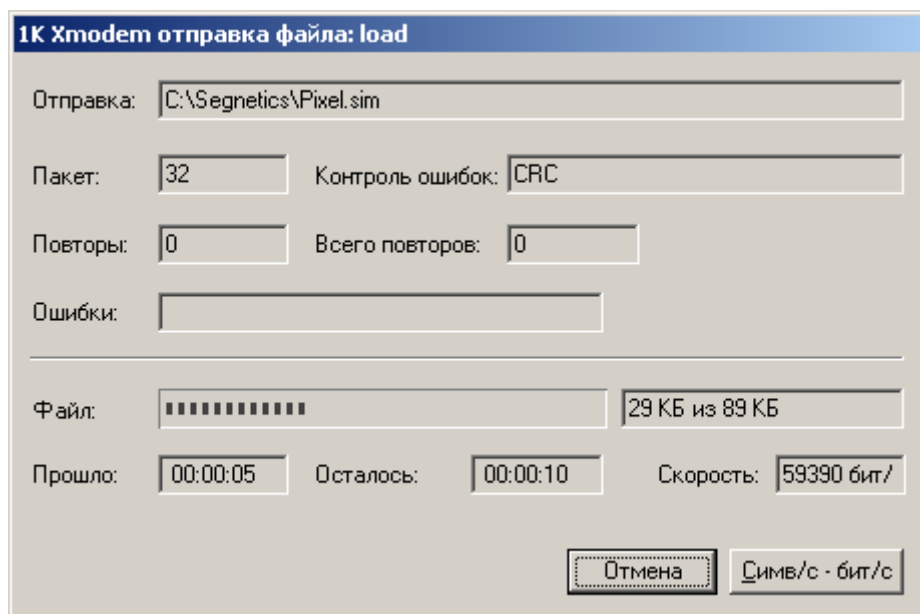 1K Xmodem отправка файла: load
Отправка: C:\Segnetics\Pixel.sim
Пакет: 32 Контроль ошибок: CRC
Повторы: 0 Всего повторов: 0
Ошибки:
Файл: 29 КБ из 89 КБ
Прошло: 00:00:05 Осталось: 00:00:10 Скорость: 59390 бит/
Отмена Симв/с - бит/с